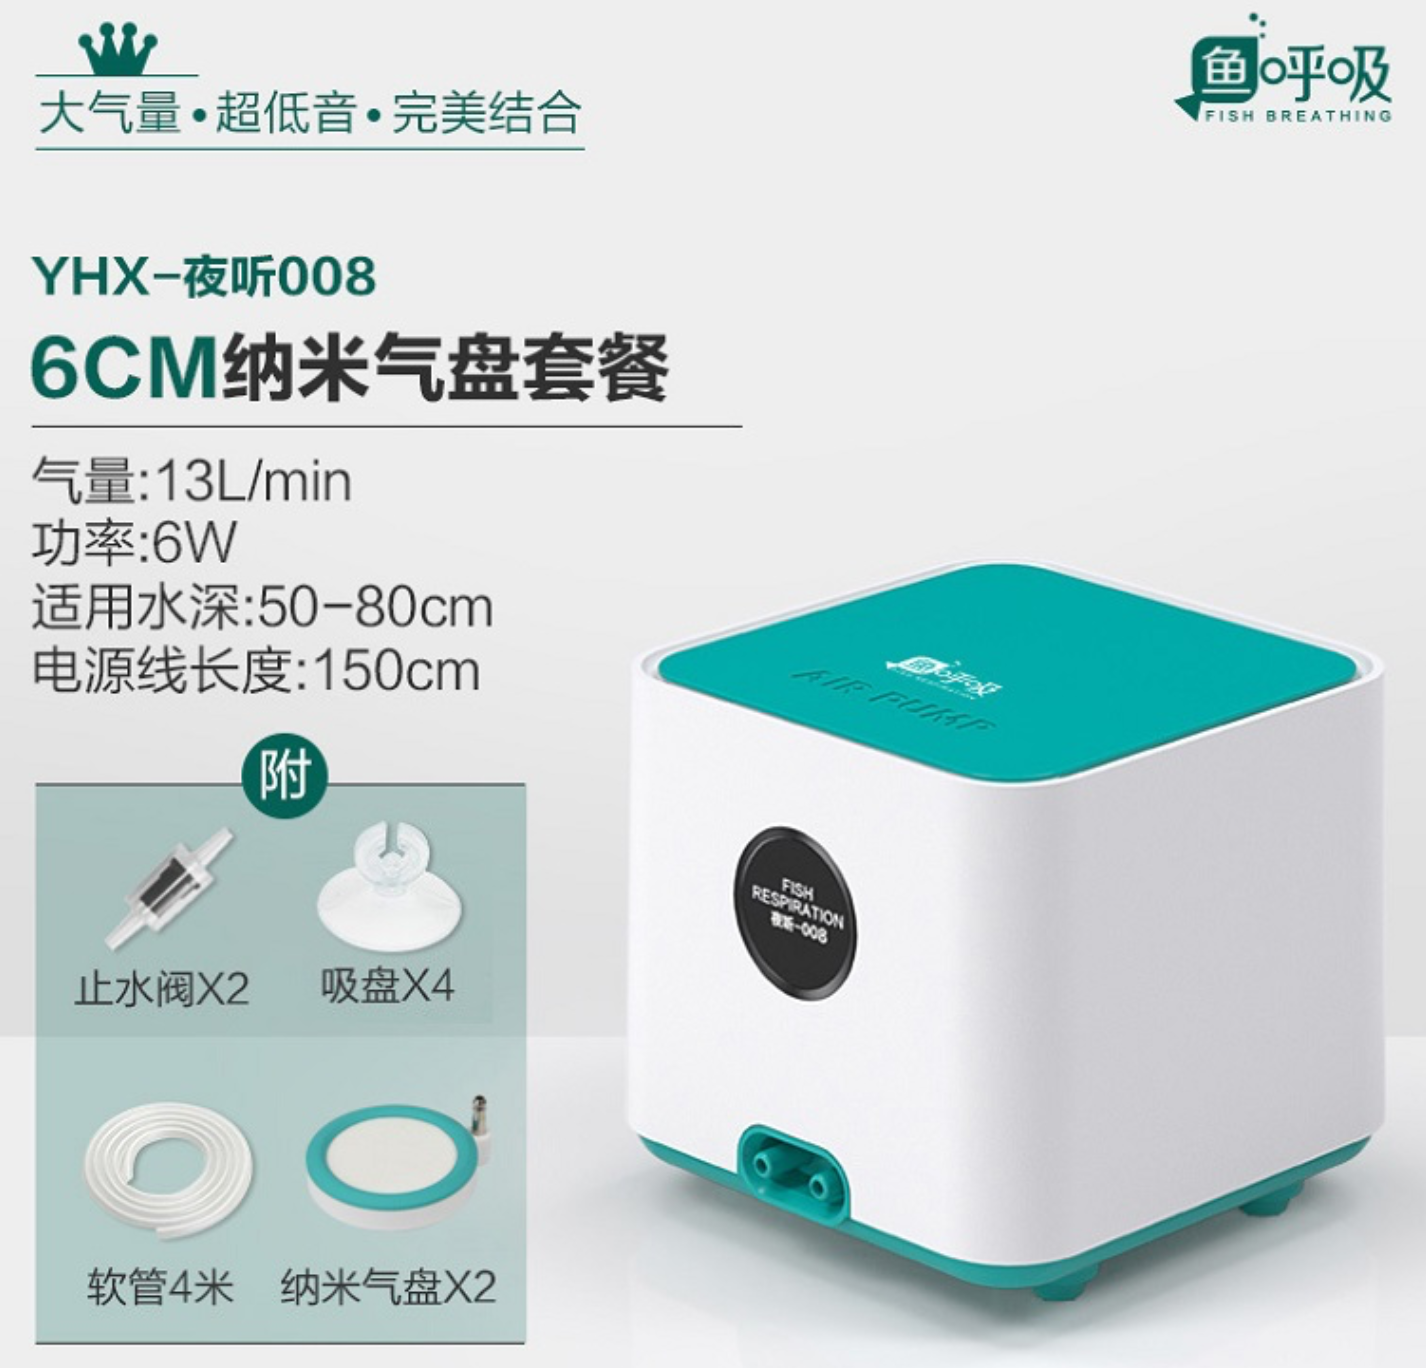 大气量•超低音•完美结合
鱼呼吸
FISH BREATHING
YHX-夜听008
6CM纳米气盘套餐
气量:13L/min
功率:6W
适用水深:50-80cm
电源线长度:150cm
附
止水阀X2
吸盘X4
软管4米
纳米气盘X2
鱼呼吸
AIR PUMP
FISH
RESPIRATION
夜听-008